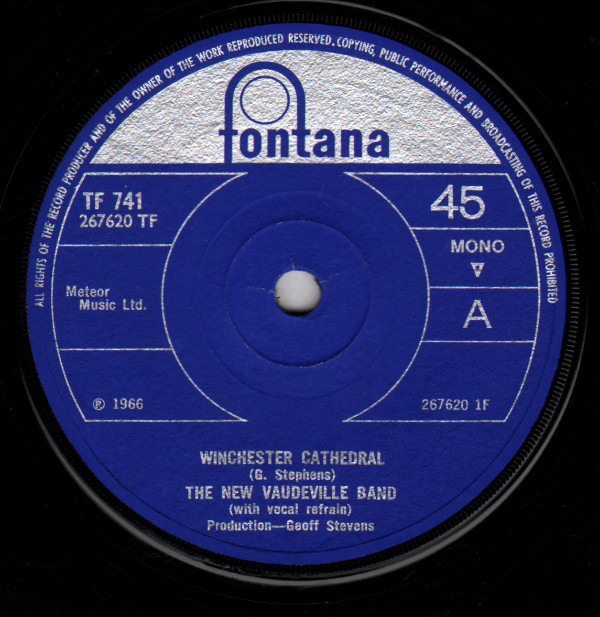 ALL RIGHTS OF THE RECORD PRODUCER AND OF THE OWNER OF THE WORK REPRODUCED RESERVED. COPYING, PUBLIC PERFORMANCE AND BROADCASTING OF THIS RECORD PROHIBITED
fontana
TF 741
267620 TF
45
MONO
A
Meteor
Music Ltd.
℗ 1966
267620 1F
WINCHESTER CATHEDRAL
(G. Stephens)
THE NEW VAUDEVILLE BAND
(with vocal refrain)
Production—Geoff Stevens